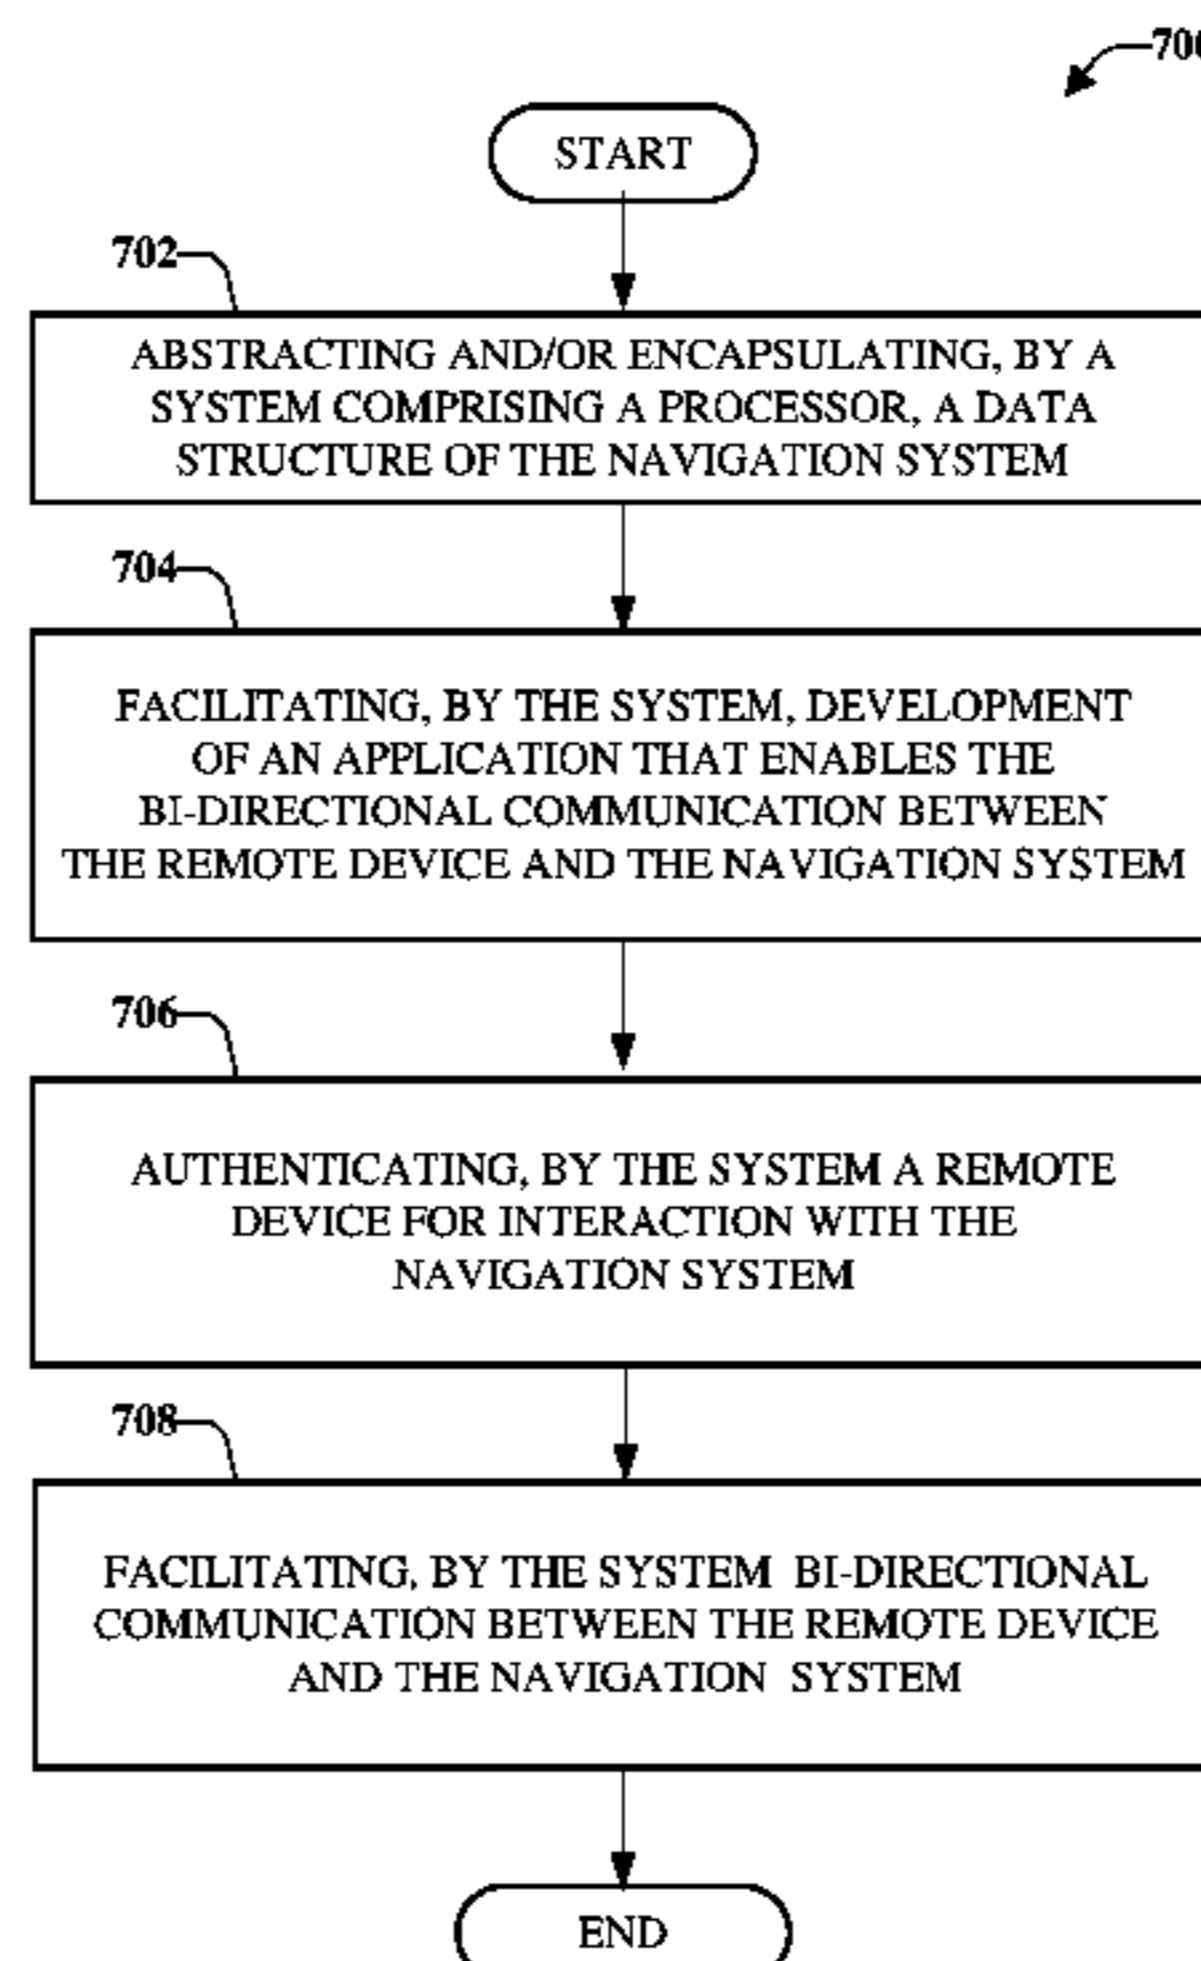 700
START
702
ABSTRACTING AND/OR ENCAPSULATING, BY A
SYSTEM COMPRISING A PROCESSOR, A DATA
STRUCTURE OF THE NAVIGATION SYSTEM
704
FACILITATING, BY THE SYSTEM, DEVELOPMENT
OF AN APPLICATION THAT ENABLES THE
BI-DIRECTIONAL COMMUNICATION BETWEEN
THE REMOTE DEVICE AND THE NAVIGATION SYSTEM
706
AUTHENTICATING, BY THE SYSTEM A REMOTE
DEVICE FOR INTERACTION WITH THE
NAVIGATION SYSTEM
708
FACILITATING, BY THE SYSTEM BI-DIRECTIONAL
COMMUNICATION BETWEEN THE REMOTE DEVICE
AND THE NAVIGATION SYSTEM
END